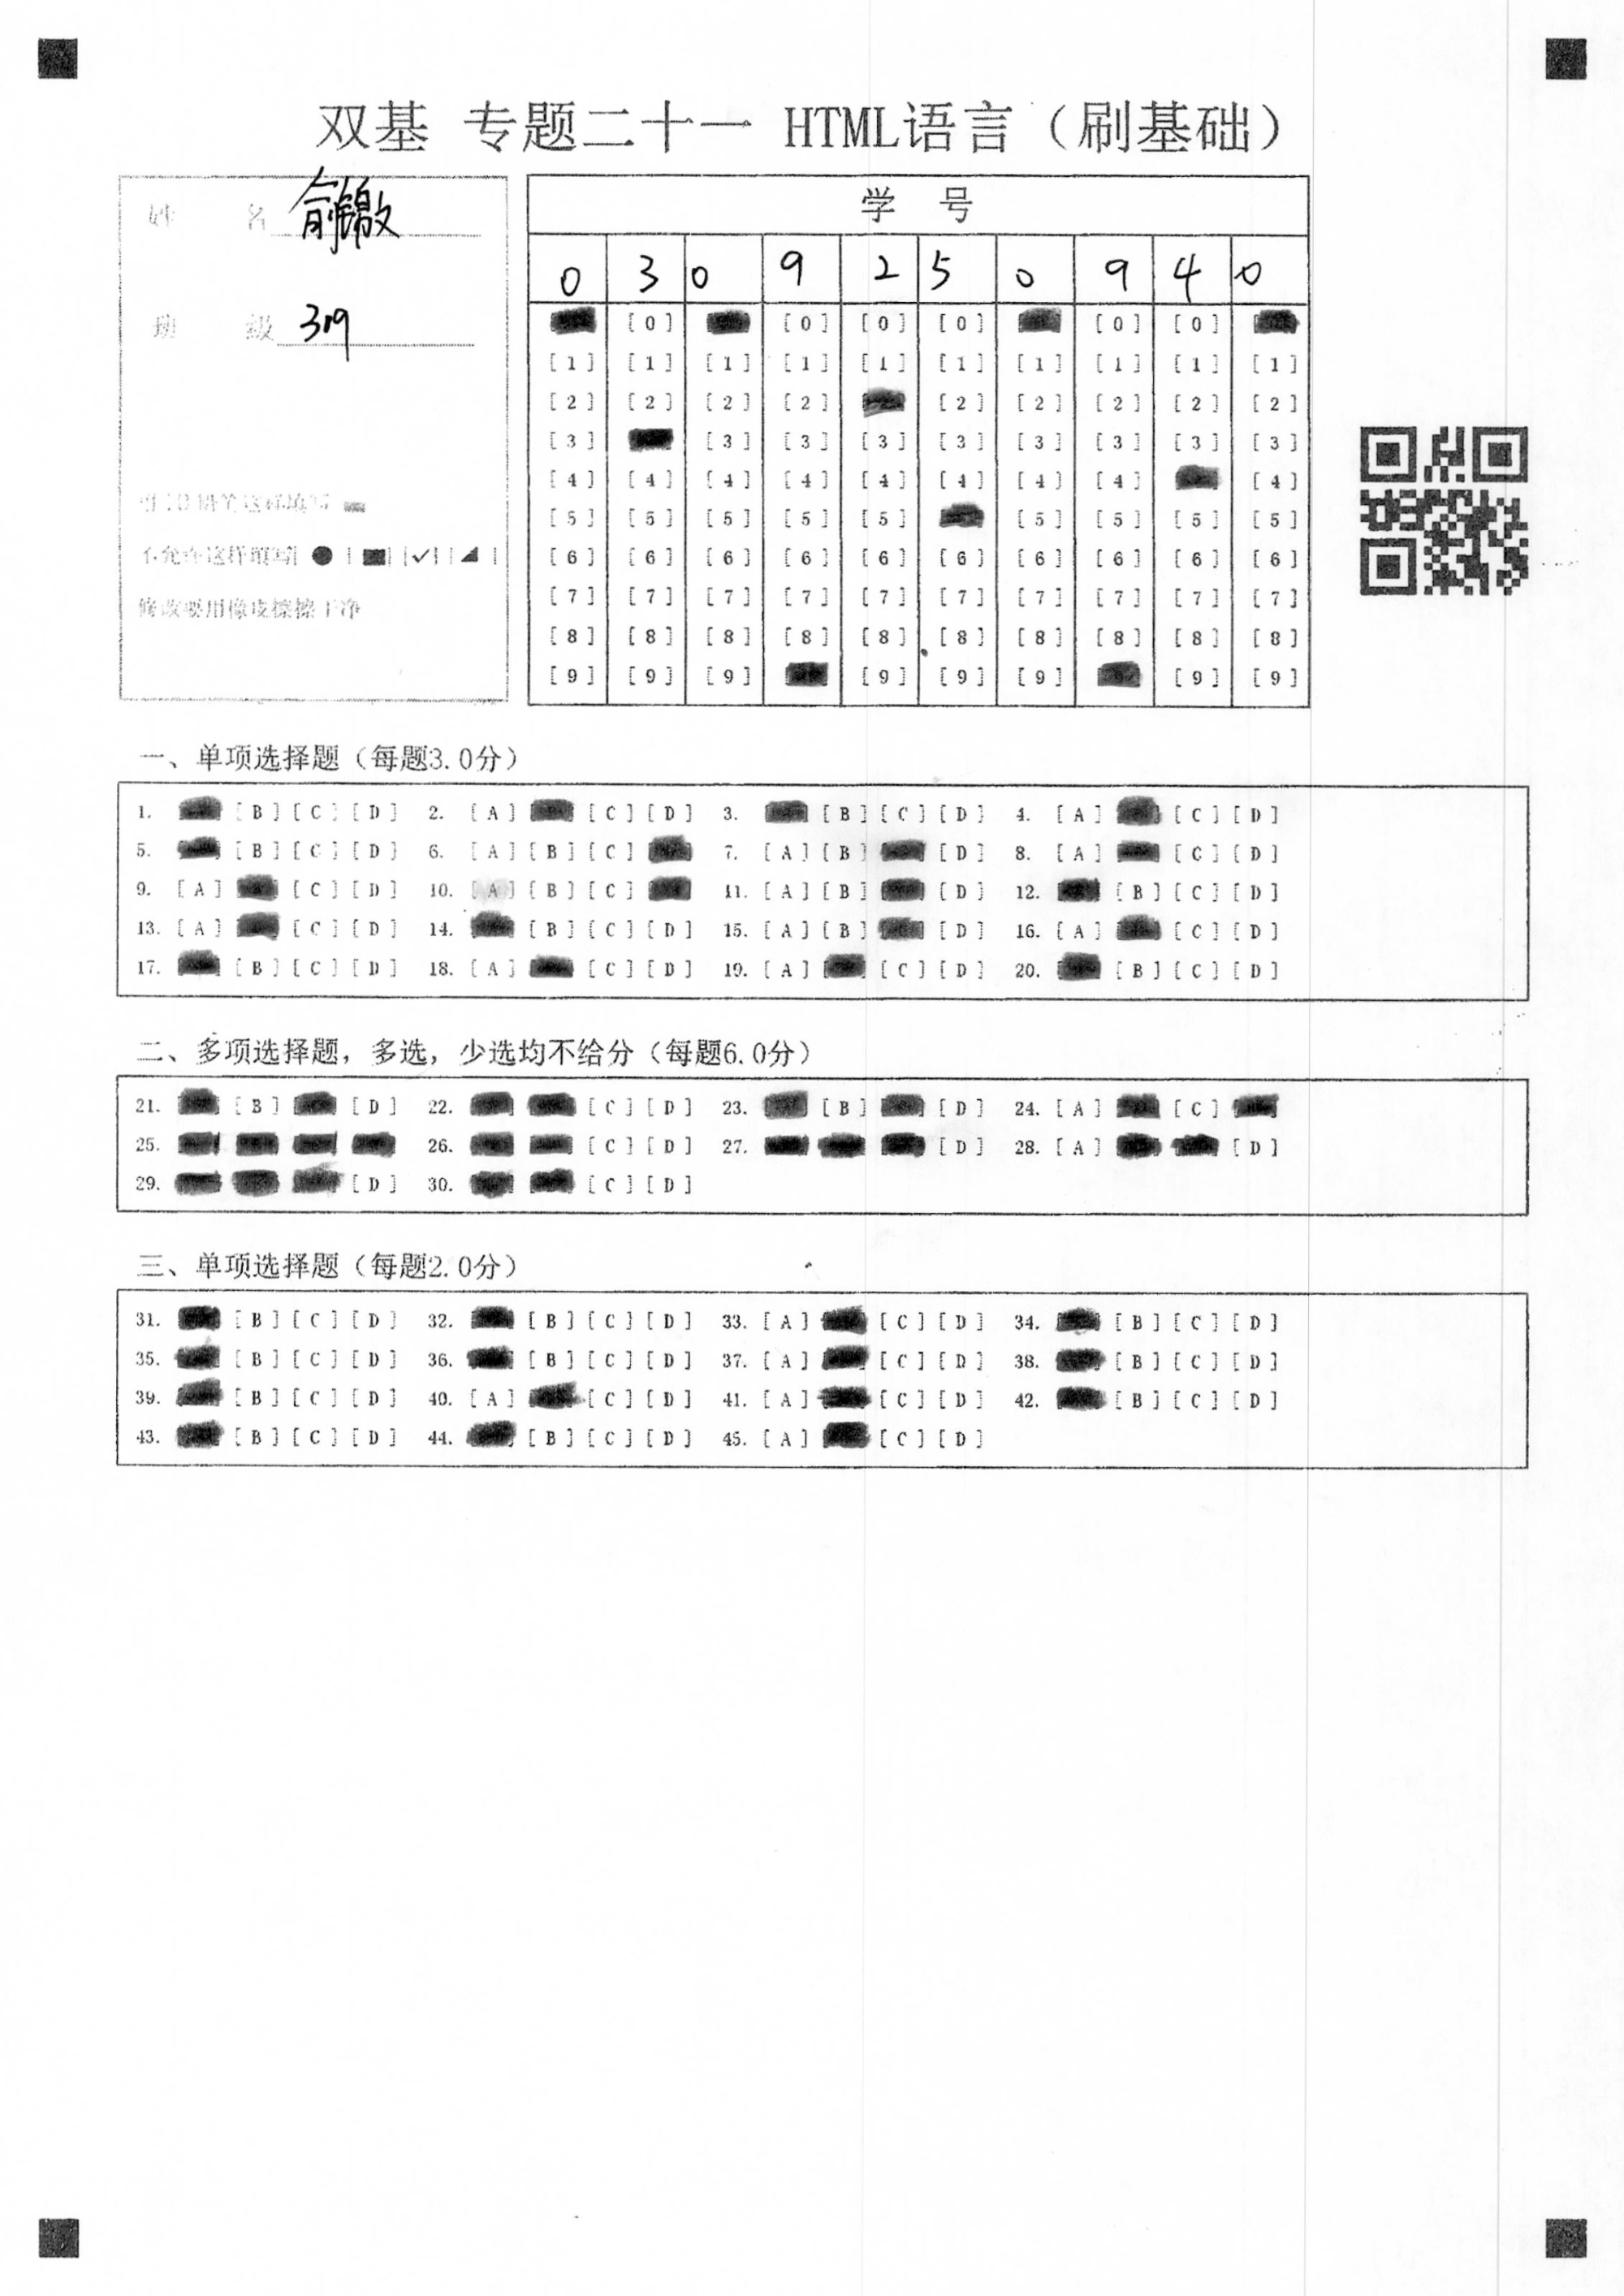 双基 专题二十一 HTML语言（刷基础）
姓 名
班 级 319
不允许这样填写
修改要用橡皮擦擦干净
学 号
0 3 0 9 2 5 0 9 4 0
[0] [0] [0] [0] [0] [0]
[1] [1] [1] [1] [1] [1] [1] [1] [1] [1]
[2] [2] [2] [2] [2] [2] [2] [2] [2]
[3] [3] [3] [3] [3] [3] [3] [3] [3]
[4] [4] [4] [4] [4] [4] [4] [4] [4]
[5] [5] [5] [5] [5] [5] [5] [5] [5]
[6] [6] [6] [6] [6] [6] [6] [6] [6] [6]
[7] [7] [7] [7] [7] [7] [7] [7] [7] [7]
[8] [8] [8] [8] [8] [8] [8] [8] [8] [8]
[9] [9] [9] [9] [9] [9] [9] [9]
一、单项选择题（每题3.0分）
1. [B] [C] [D] 2. [A] [C] [D] 3. [B] [C] [D] 4. [A] [C] [D]
5. [B] [C] [D] 6. [A] [B] [C] 7. [A] [B] [D] 8. [A] [C] [D]
9. [A] [C] [D] 10. [A] [B] [C] 11. [A] [B] [D] 12. [B] [C] [D]
13. [A] [C] [D] 14. [B] [C] [D] 15. [A] [B] [D] 16. [A] [C] [D]
17. [B] [C] [D] 18. [A] [C] [D] 19. [A] [C] [D] 20. [B] [C] [D]
二、多项选择题，多选，少选均不给分（每题6.0分）
21. [B] [D] 22. [C] [D] 23. [B] [D] 24. [A] [C]
25. 26. [C] [D] 27. [D] 28. [A] [D]
29. [D] 30. [C] [D]
三、单项选择题（每题2.0分）
31. [B] [C] [D] 32. [B] [C] [D] 33. [A] [C] [D] 34. [B] [C] [D]
35. [B] [C] [D] 36. [B] [C] [D] 37. [A] [C] [D] 38. [B] [C] [D]
39. [B] [C] [D] 40. [A] [C] [D] 41. [A] [C] [D] 42. [B] [C] [D]
43. [B] [C] [D] 44. [B] [C] [D] 45. [A] [C] [D]